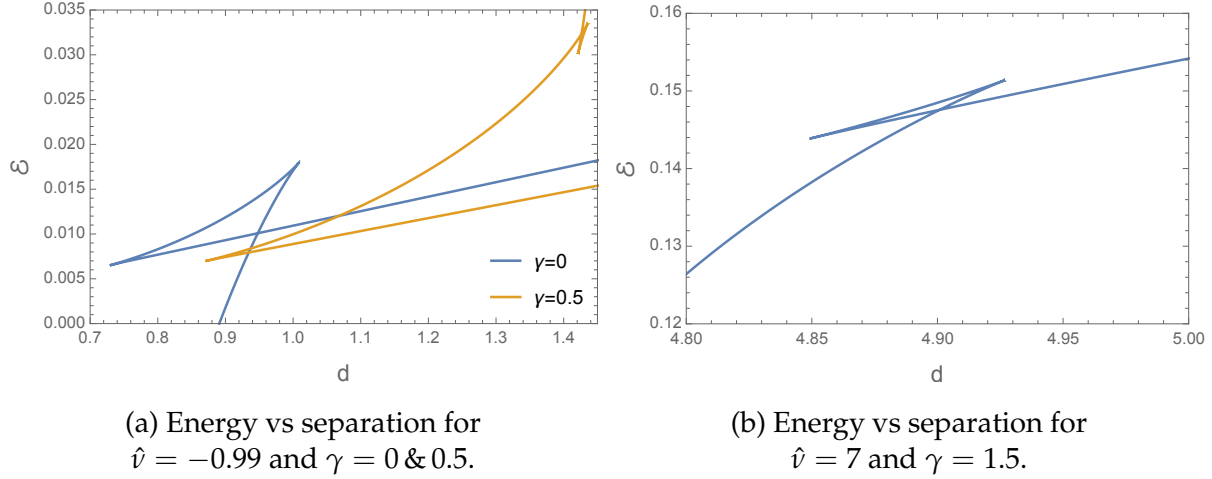 0.035
0.030
0.025
0.020
0.015
0.010
0.005
0.000
ℰ
0.7 0.8 0.9 1.0 1.1 1.2 1.3 1.4
d
γ=0
γ=0.5
(a) Energy vs separation for
ν̂ = −0.99 and γ = 0 & 0.5.
0.16
0.15
0.14
0.13
0.12
ℰ
4.80 4.85 4.90 4.95 5.00
d
(b) Energy vs separation for
ν̂ = 7 and γ = 1.5.